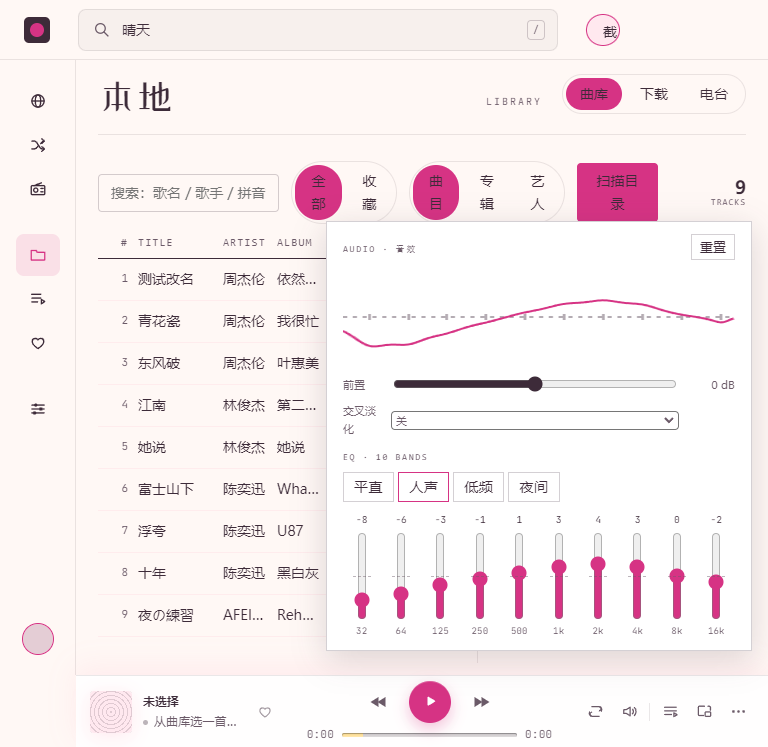 晴天 /
截
本地
LIBRARY
曲库 下载 电台
搜索: 歌名 / 歌手 / 拼音
全部 收藏
曲目 专辑 艺人
扫描目录
9
TRACKS
# TITLE ARTIST ALBUM
1 测试改名 周杰伦 依然…
2 青花瓷 周杰伦 我很忙
3 东风破 周杰伦 叶惠美
4 江南 林俊杰 第二…
5 她说 林俊杰 她说
6 富士山下 陈奕迅 Wha…
7 浮夸 陈奕迅 U87
8 十年 陈奕迅 黑白灰
9 夜の練習 AFEI… Reh…
AUDIO · 音效
重置
前置 0 dB
交叉淡化 关
EQ · 10 BANDS
平直 人声 低频 夜间
-8 -6 -3 -1 1 3 4 3 0 -2
32 64 125 250 500 1k 2k 4k 8k 16k
未选择
从曲库选一首…
0:00 0:00